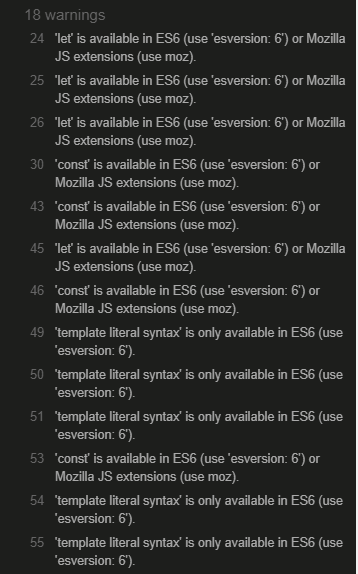 18 warnings
24 'let' is available in ES6 (use 'esversion: 6') or Mozilla
JS extensions (use moz).
25 'let' is available in ES6 (use 'esversion: 6') or Mozilla
JS extensions (use moz).
26 'let' is available in ES6 (use 'esversion: 6') or Mozilla
JS extensions (use moz).
30 'const' is available in ES6 (use 'esversion: 6') or
Mozilla JS extensions (use moz).
43 'const' is available in ES6 (use 'esversion: 6') or
Mozilla JS extensions (use moz).
45 'let' is available in ES6 (use 'esversion: 6') or Mozilla
JS extensions (use moz).
46 'const' is available in ES6 (use 'esversion: 6') or
Mozilla JS extensions (use moz).
49 'template literal syntax' is only available in ES6 (use
'esversion: 6').
50 'template literal syntax' is only available in ES6 (use
'esversion: 6').
51 'template literal syntax' is only available in ES6 (use
'esversion: 6').
53 'const' is available in ES6 (use 'esversion: 6') or
Mozilla JS extensions (use moz).
54 'template literal syntax' is only available in ES6 (use
'esversion: 6').
55 'template literal syntax' is only available in ES6 (use
'esversion: 6').